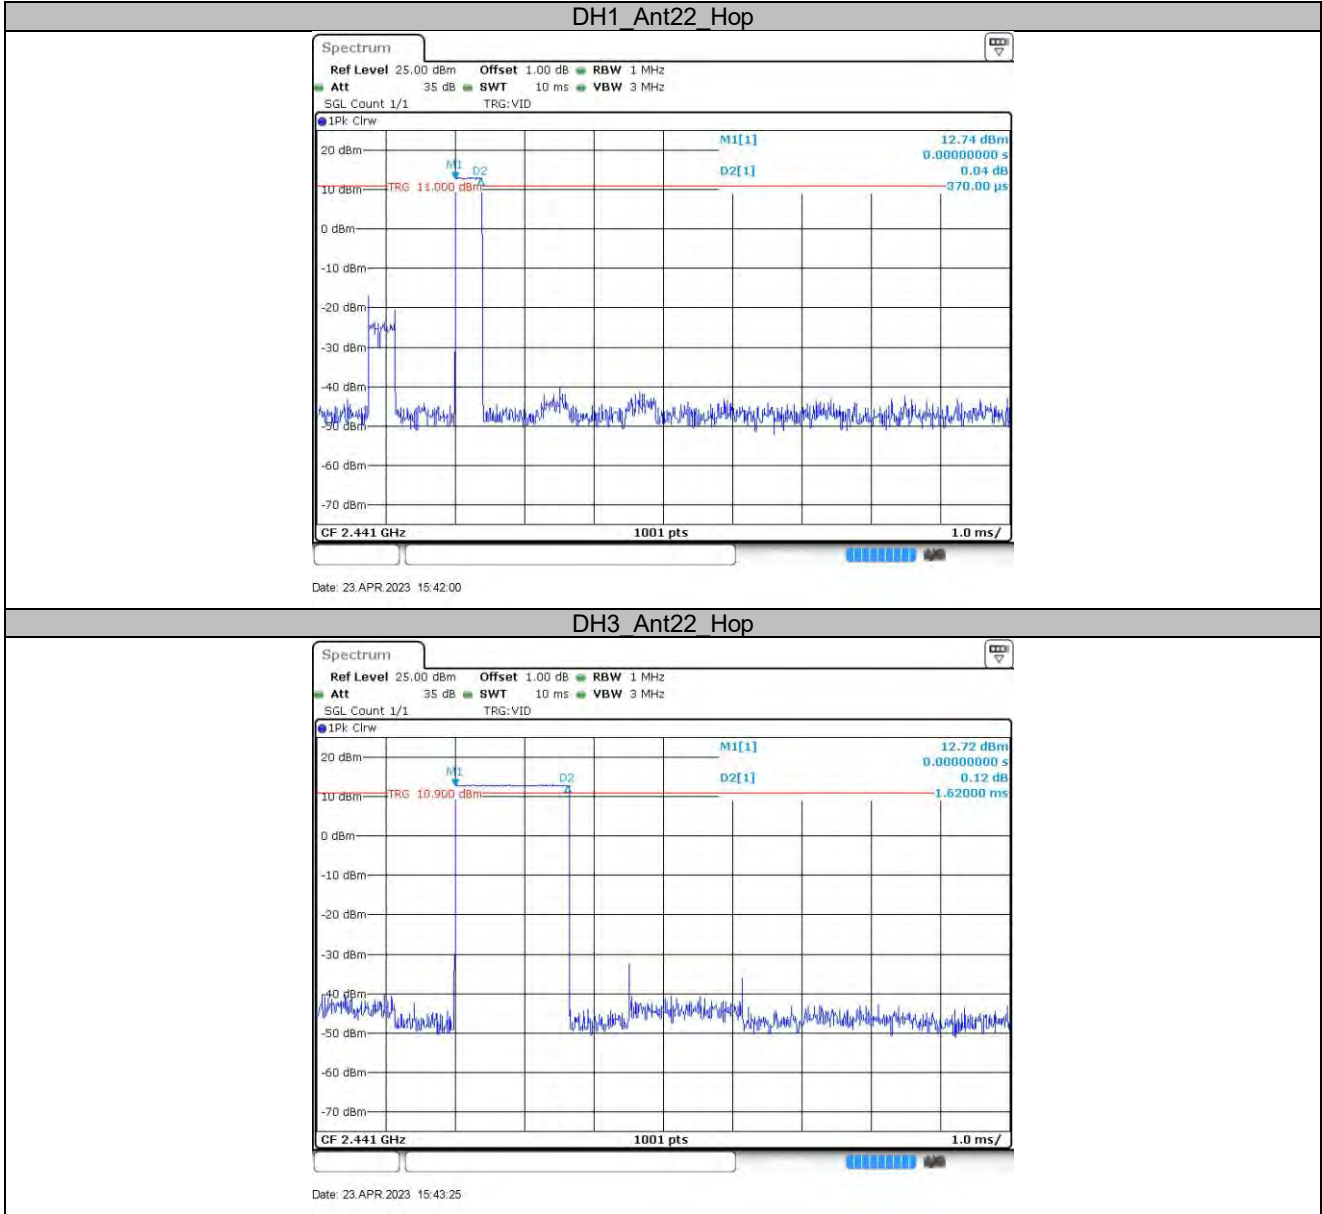 DH1_Ant22_Hop
Spectrum
Ref Level 25.00 dBm Offset 1.00 dB RBW 1 MHz
Att 35 dB SWT 10 ms VBW 3 MHz
SGL Count 1/1 TRG:VID
1Pk Clrw
M1[1] 12.74 dBm
0.00000000 s
20 dBm
M1 D2
D2[1] 0.04 dB
370.00 µs
10 dBm TRG 11.000 dBm
0 dBm
-10 dBm
-20 dBm
-30 dBm
-40 dBm
-50 dBm
-60 dBm
-70 dBm
CF 2.441 GHz 1001 pts 1.0 ms/
Date: 23.APR.2023 15:42:00
DH3_Ant22_Hop
Spectrum
Ref Level 25.00 dBm Offset 1.00 dB RBW 1 MHz
Att 35 dB SWT 10 ms VBW 3 MHz
SGL Count 1/1 TRG:VID
1Pk Clrw
M1[1] 12.72 dBm
0.00000000 s
20 dBm
M1 D2
D2[1] 0.12 dB
1.62000 ms
10 dBm TRG 10.900 dBm
0 dBm
-10 dBm
-20 dBm
-30 dBm
-40 dBm
-50 dBm
-60 dBm
-70 dBm
CF 2.441 GHz 1001 pts 1.0 ms/
Date: 23.APR.2023 15:43:25